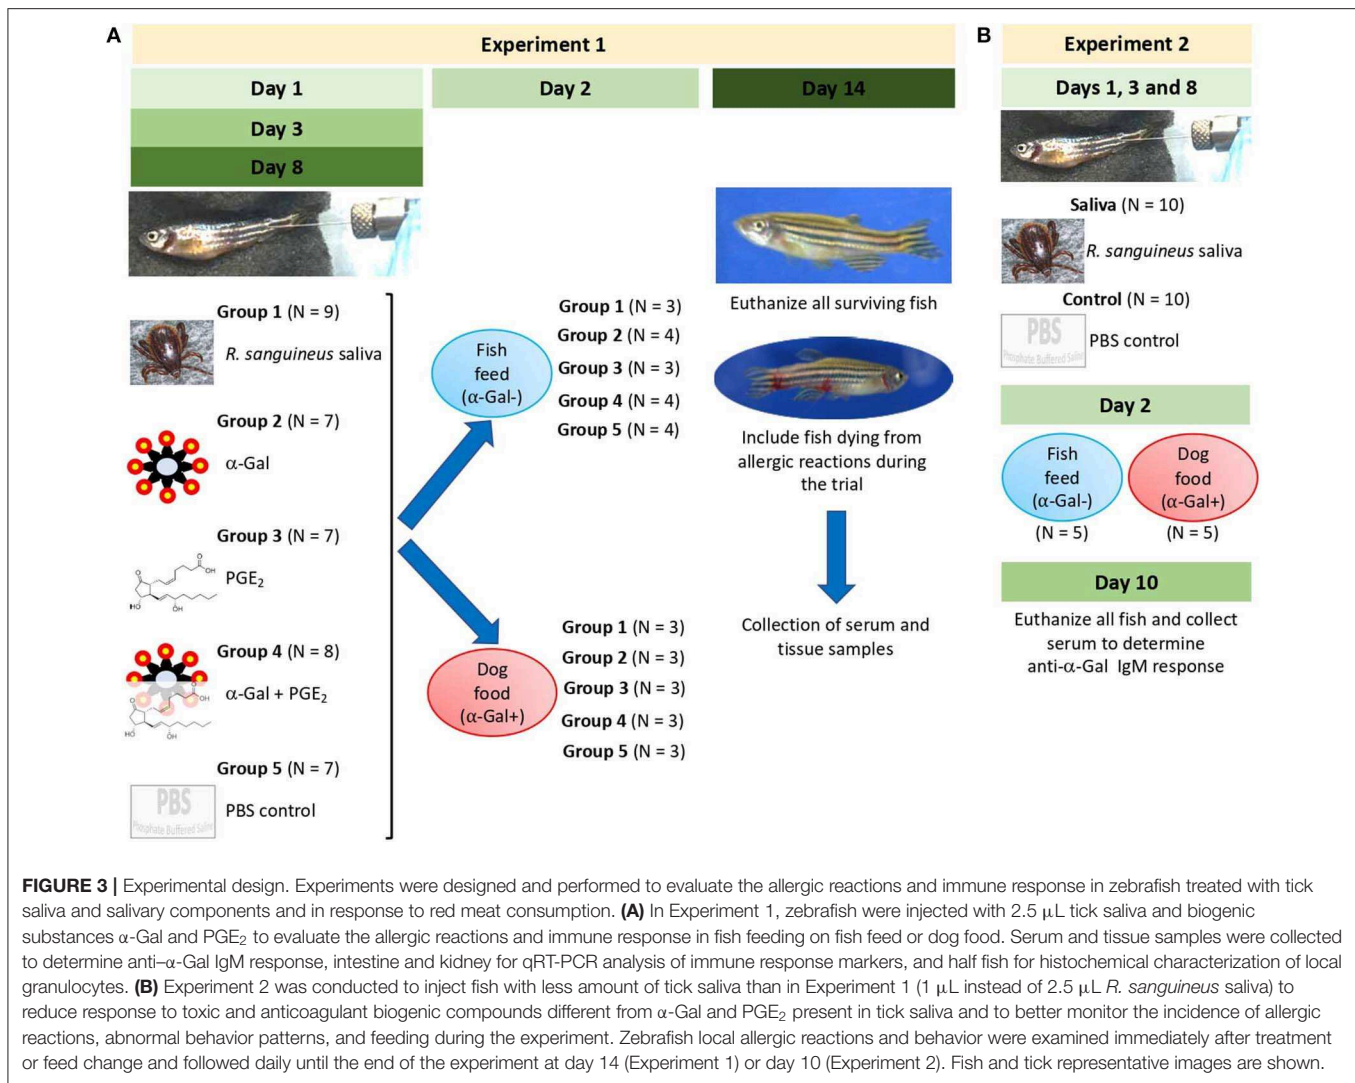 A
Experiment 1
Day 1
Day 2
Day 14
Day 3
Day 8
Group 1 (N = 9)
R. sanguineus saliva
Group 2 (N = 7)
α-Gal
Group 3 (N = 7)
O
OH
O
PGE2
HO
OH
Group 4 (N = 8)
α-Gal + PGE2
O
OH
O
HO
OH
Group 5 (N = 7)
PBS
Phosphate Buffered Saline
PBS control
Fish
feed
(α-Gal-)
Group 1 (N = 3)
Group 2 (N = 4)
Group 3 (N = 3)
Group 4 (N = 4)
Group 5 (N = 4)
Dog
food
(α-Gal+)
Group 1 (N = 3)
Group 2 (N = 3)
Group 3 (N = 3)
Group 4 (N = 3)
Group 5 (N = 3)
Euthanize all surviving fish
Include fish dying from
allergic reactions during
the trial
Collection of serum and
tissue samples
B
Experiment 2
Days 1, 3 and 8
Saliva (N = 10)
R. sanguineus saliva
Control (N = 10)
PBS
Phosphate Buffered Saline
PBS control
Day 2
Fish
feed
(α-Gal-)
(N = 5)
Dog
food
(α-Gal+)
(N = 5)
Day 10
Euthanize all fish and collect
serum to determine
anti-α-Gal IgM response
FIGURE 3 | Experimental design. Experiments were designed and performed to evaluate the allergic reactions and immune response in zebrafish treated with tick
saliva and salivary components and in response to red meat consumption. (A) In Experiment 1, zebrafish were injected with 2.5 μL tick saliva and biogenic
substances α-Gal and PGE2 to evaluate the allergic reactions and immune response in fish feeding on fish feed or dog food. Serum and tissue samples were collected
to determine anti–α-Gal IgM response, intestine and kidney for qRT-PCR analysis of immune response markers, and half fish for histochemical characterization of local
granulocytes. (B) Experiment 2 was conducted to inject fish with less amount of tick saliva than in Experiment 1 (1 μL instead of 2.5 μL R. sanguineus saliva) to
reduce response to toxic and anticoagulant biogenic compounds different from α-Gal and PGE2 present in tick saliva and to better monitor the incidence of allergic
reactions, abnormal behavior patterns, and feeding during the experiment. Zebrafish local allergic reactions and behavior were examined immediately after treatment
or feed change and followed daily until the end of the experiment at day 14 (Experiment 1) or day 10 (Experiment 2). Fish and tick representative images are shown.